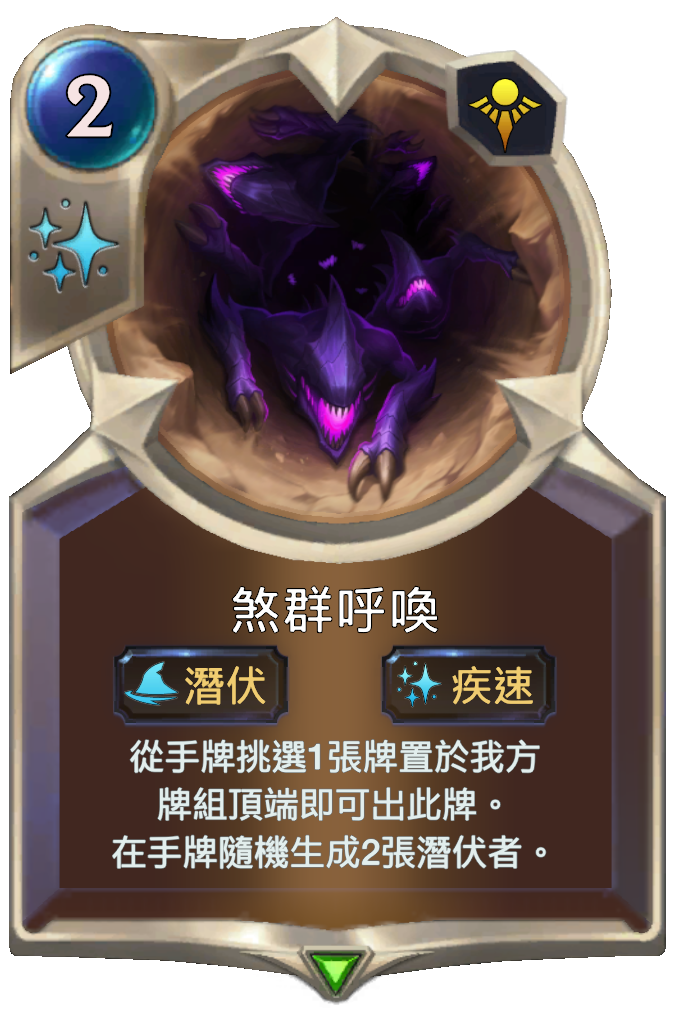 2
煞群呼喚
潛伏
疾速
從手牌挑選1張牌置於我方
牌組頂端即可出此牌。
在手牌隨機生成2張潛伏者。